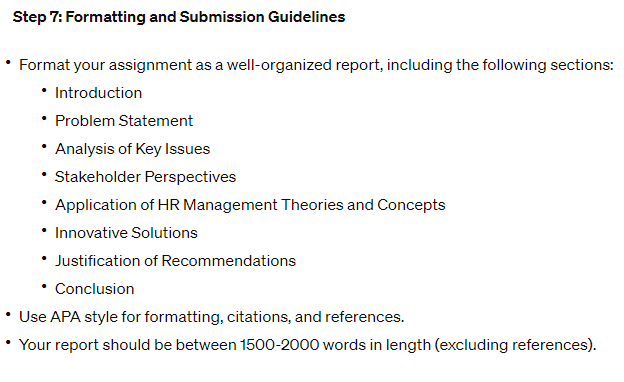 Step 7: Formatting and Submission Guidelines
• Format your assignment as a well-organized report, including the following sections:
• Introduction
• Problem Statement
• Analysis of Key Issues
• Stakeholder Perspectives
• Application of HR Management Theories and Concepts
• Innovative Solutions
• Justification of Recommendations
• Conclusion
• Use APA style for formatting, citations, and references.
• Your report should be between 1500-2000 words in length (excluding references).